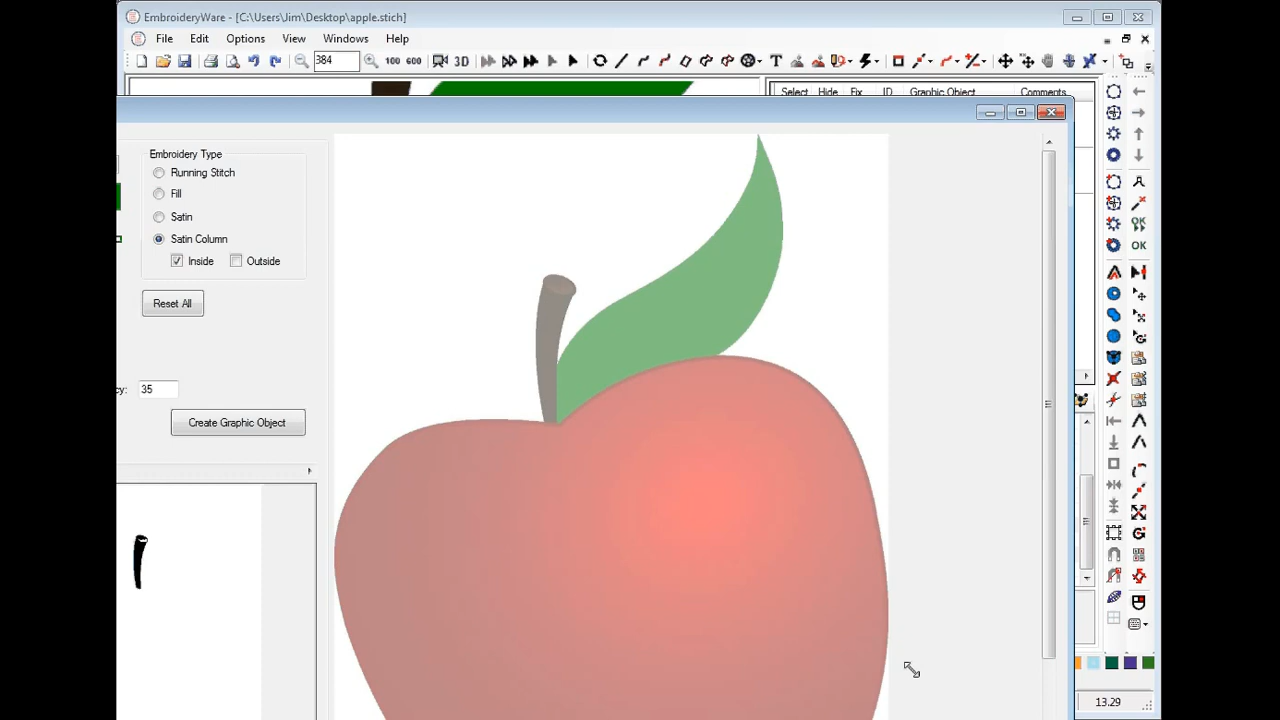 EmbroideryWare - [C:\Users\Jim\Desktop\apple.stich]
File Edit Options View Windows Help
384 100 600 3D T
Select Hide Fix ID Graphic Object Comments
Embroidery Type
Running Stitch
Fill
Satin
Satin Column
Inside Outside
OK
OK
Reset All
cy: 35
Create Graphic Object
13.29